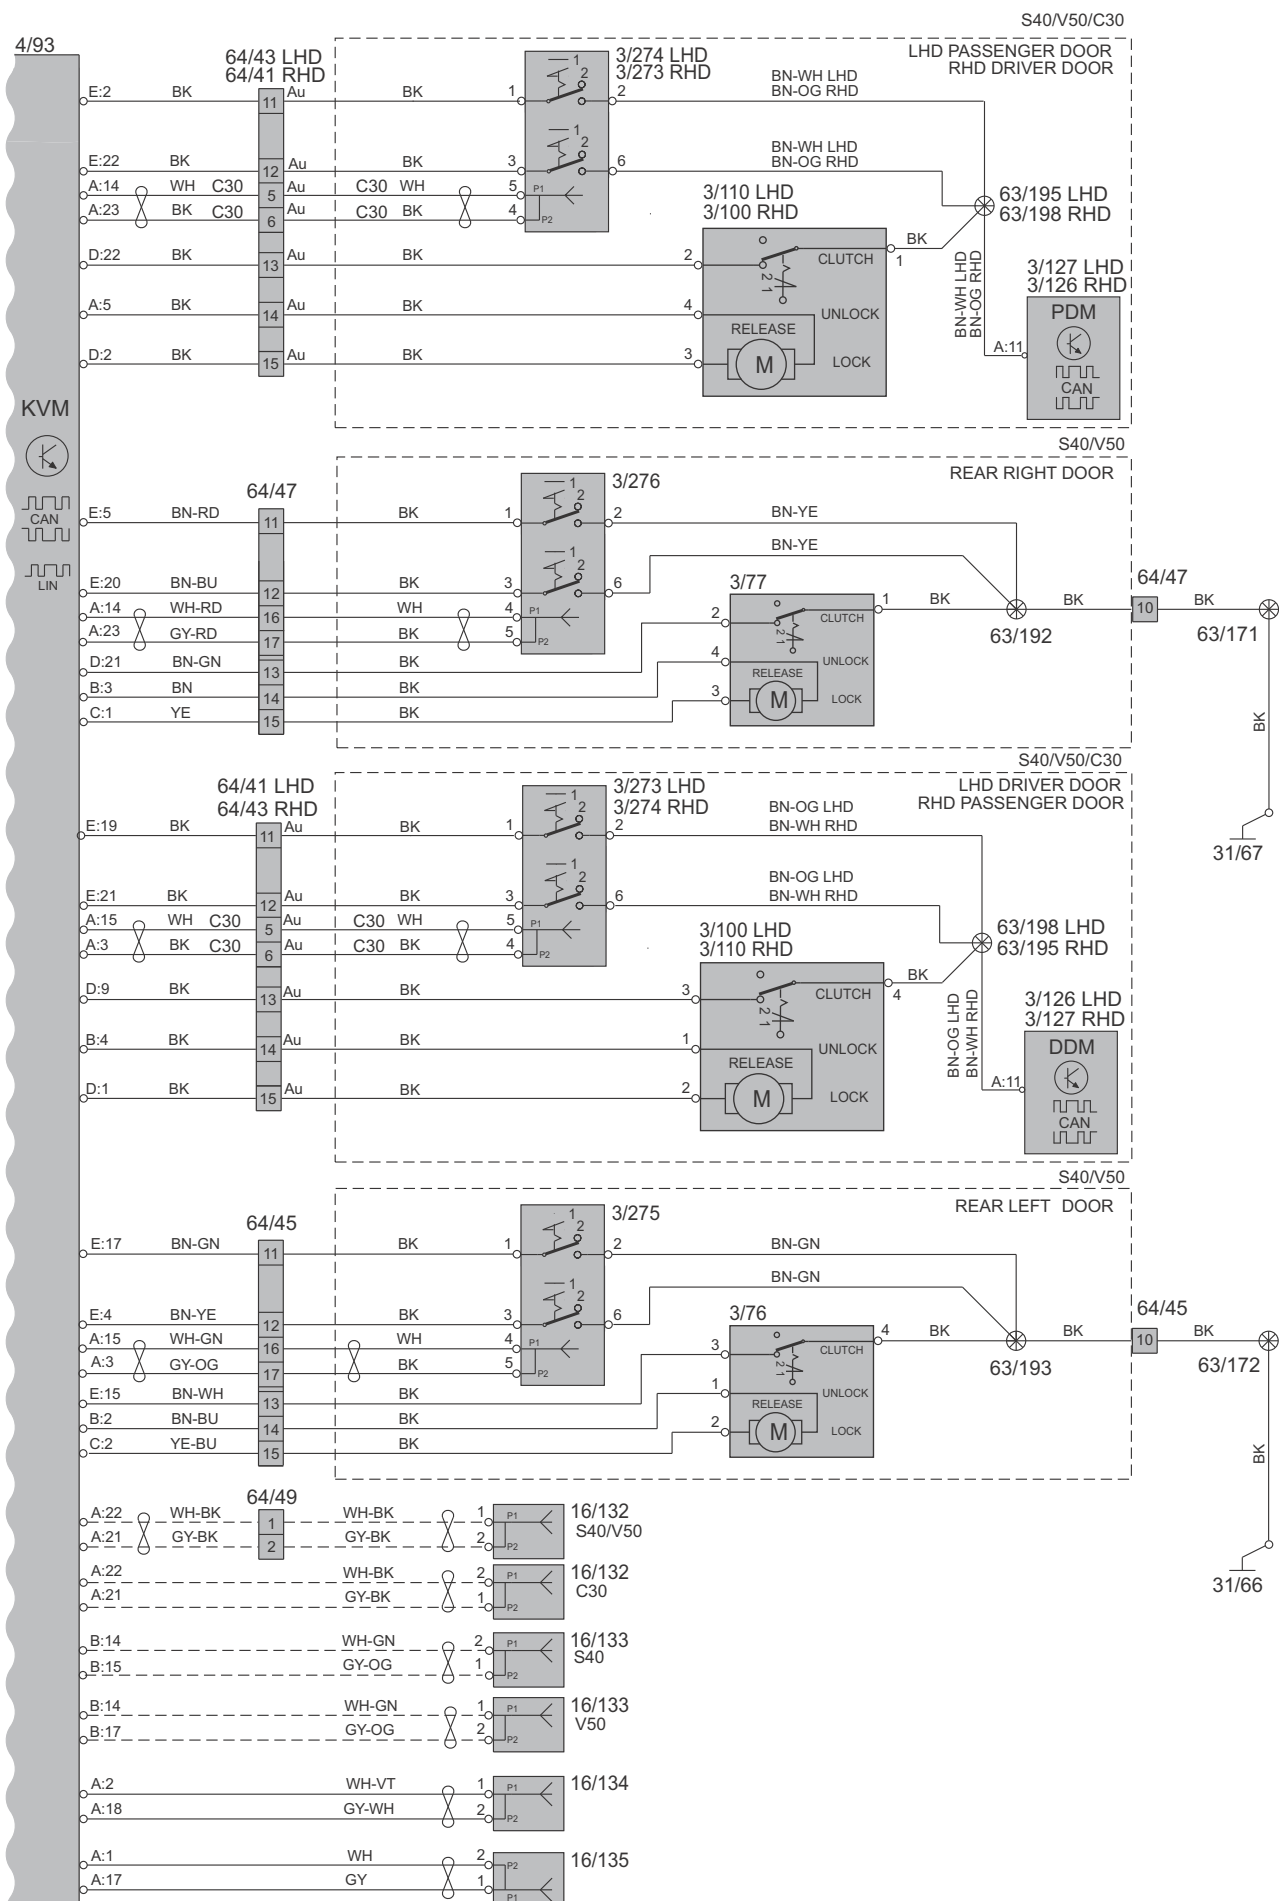 S40/V50/C30
4/93
64/43 LHD
64/41 RHD
3/274 LHD
3/273 RHD
LHD PASSENGER DOOR
RHD DRIVER DOOR
E:2 BK 11 Au BK 1 1 2 2 BN-WH LHD
BN-OG RHD
E:22 BK 12 Au BK 3 1 2 6 BN-WH LHD
BN-OG RHD
A:14 WH C30 5 Au C30 WH 5 P1
A:23 BK C30 6 Au C30 BK 4 P2
3/110 LHD
3/100 RHD
63/195 LHD
63/198 RHD
D:22 BK 13 Au BK 2 2 1 CLUTCH 1 BK
BN-WH LHD
BN-OG RHD
3/127 LHD
3/126 RHD
A:5 BK 14 Au BK 4 UNLOCK
RELEASE
PDM
D:2 BK 15 Au BK 3 M LOCK
A:11
CAN
KVM
CAN
LIN
S40/V50
REAR RIGHT DOOR
64/47
3/276
E:5 BN-RD 11 BK 1 1 2 2 BN-YE
E:20 BN-BU 12 BK 3 1 2 6 BN-YE
A:14 WH-RD 16 WH 4 P1
A:23 GY-RD 17 BK 5 P2
3/77
64/47
2 2 1 CLUTCH 1 BK BK 10 BK
63/192
63/171
D:21 BN-GN 13 BK
B:3 BN 14 BK 4 UNLOCK
RELEASE
C:1 YE 15 BK 3 M LOCK
BK
31/67
S40/V50/C30
64/41 LHD
64/43 RHD
3/273 LHD
3/274 RHD
LHD DRIVER DOOR
RHD PASSENGER DOOR
E:19 BK 11 Au BK 1 1 2 2 BN-OG LHD
BN-WH RHD
E:21 BK 12 Au BK 3 1 2 6 BN-OG LHD
BN-WH RHD
A:15 WH C30 5 Au C30 WH 5 P1
A:3 BK C30 6 Au C30 BK 4 P2
3/100 LHD
3/110 RHD
63/198 LHD
63/195 RHD
D:9 BK 13 Au BK 3 2 1 CLUTCH 4 BK
BN-OG LHD
BN-WH RHD
3/126 LHD
3/127 RHD
B:4 BK 14 Au BK 1 UNLOCK
RELEASE
DDM
D:1 BK 15 Au BK 2 M LOCK
A:11
CAN
S40/V50
REAR LEFT DOOR
64/45
3/275
E:17 BN-GN 11 BK 1 1 2 2 BN-GN
E:4 BN-YE 12 BK 3 1 2 6 BN-GN
A:15 WH-GN 16 WH 4 P1
A:3 GY-OG 17 BK 5 P2
3/76
64/45
3 2 1 CLUTCH 4 BK BK 10 BK
63/193
63/172
E:15 BN-WH 13 BK
B:2 BN-BU 14 BK 1 UNLOCK
RELEASE
C:2 YE-BU 15 BK 2 M LOCK
BK
31/66
64/49
A:22 WH-BK 1 WH-BK 1 P1 16/132
A:21 GY-BK 2 GY-BK 2 P2 S40/V50
A:22 WH-BK 2 P1 16/132
A:21 GY-BK 1 P2 C30
B:14 WH-GN 2 P1 16/133
B:15 GY-OG 1 P2 S40
B:14 WH-GN 1 P1 16/133
B:17 GY-OG 2 P2 V50
A:2 WH-VT 1 P1 16/134
A:18 GY-WH 2 P2
A:1 WH 2 P2 16/135
A:17 GY 1 P1